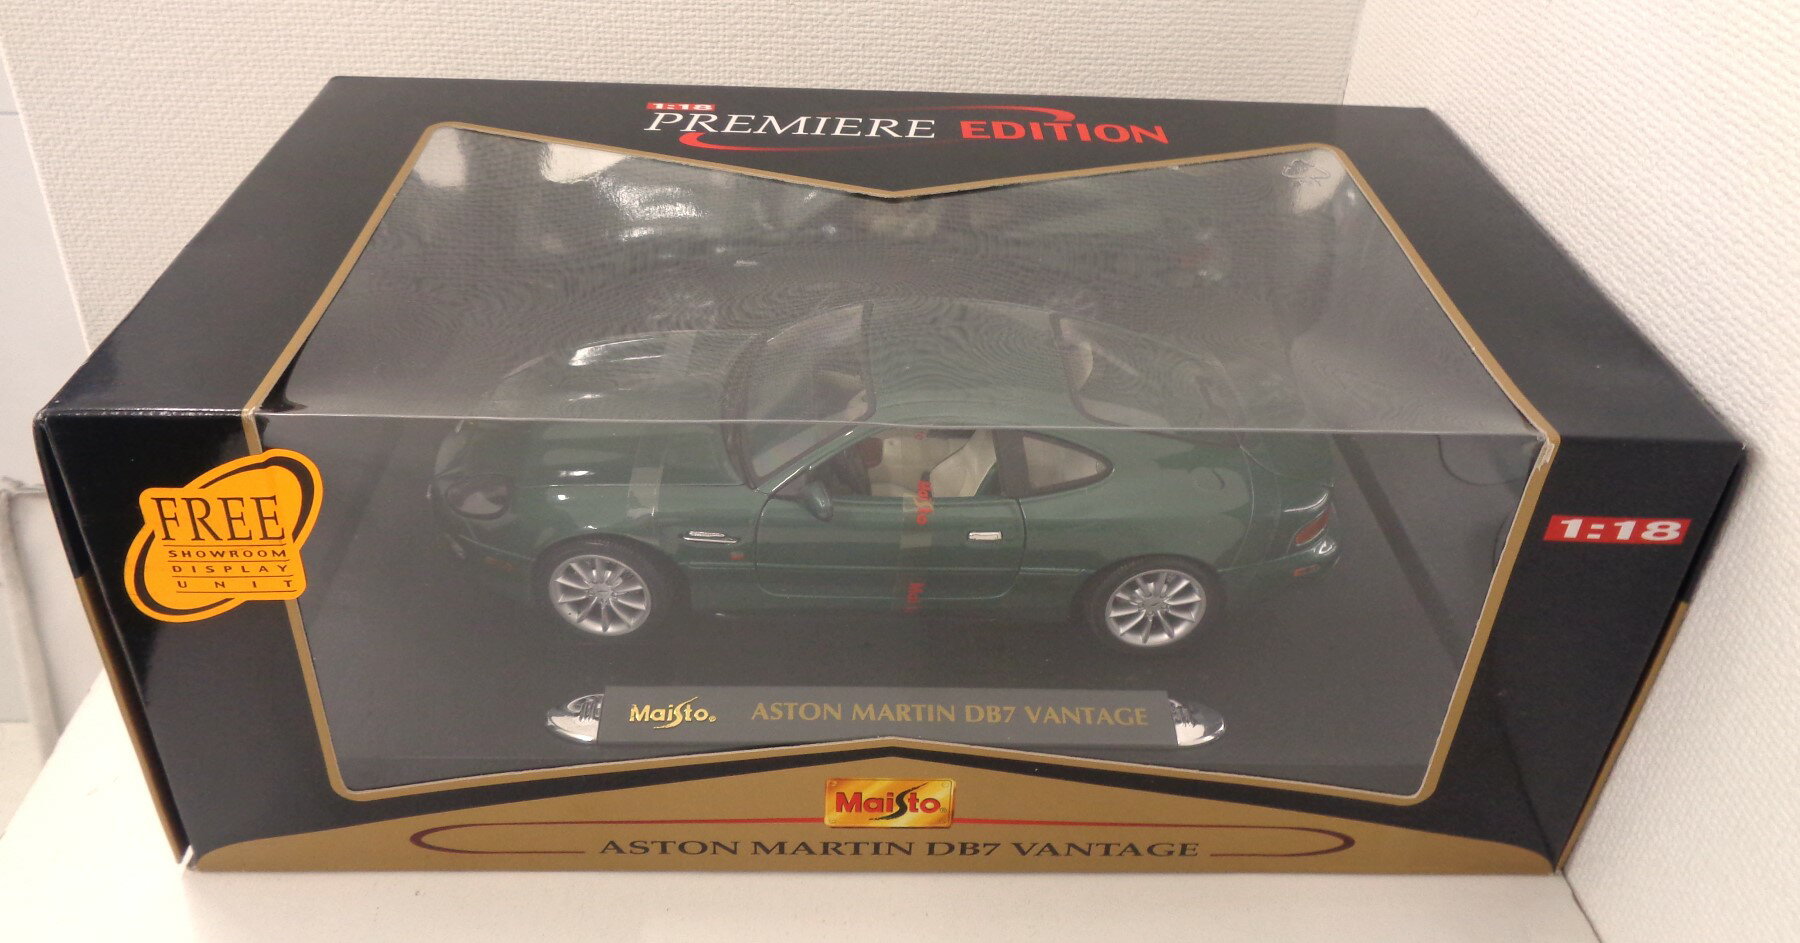 1:18
PREMIERE EDITION
FREE
SHOWROOM
DISPLAY
UNIT
1:18
Maisto
Maisto. ASTON MARTIN DB7 VANTAGE
Maisto
ASTON MARTIN DB7 VANTAGE